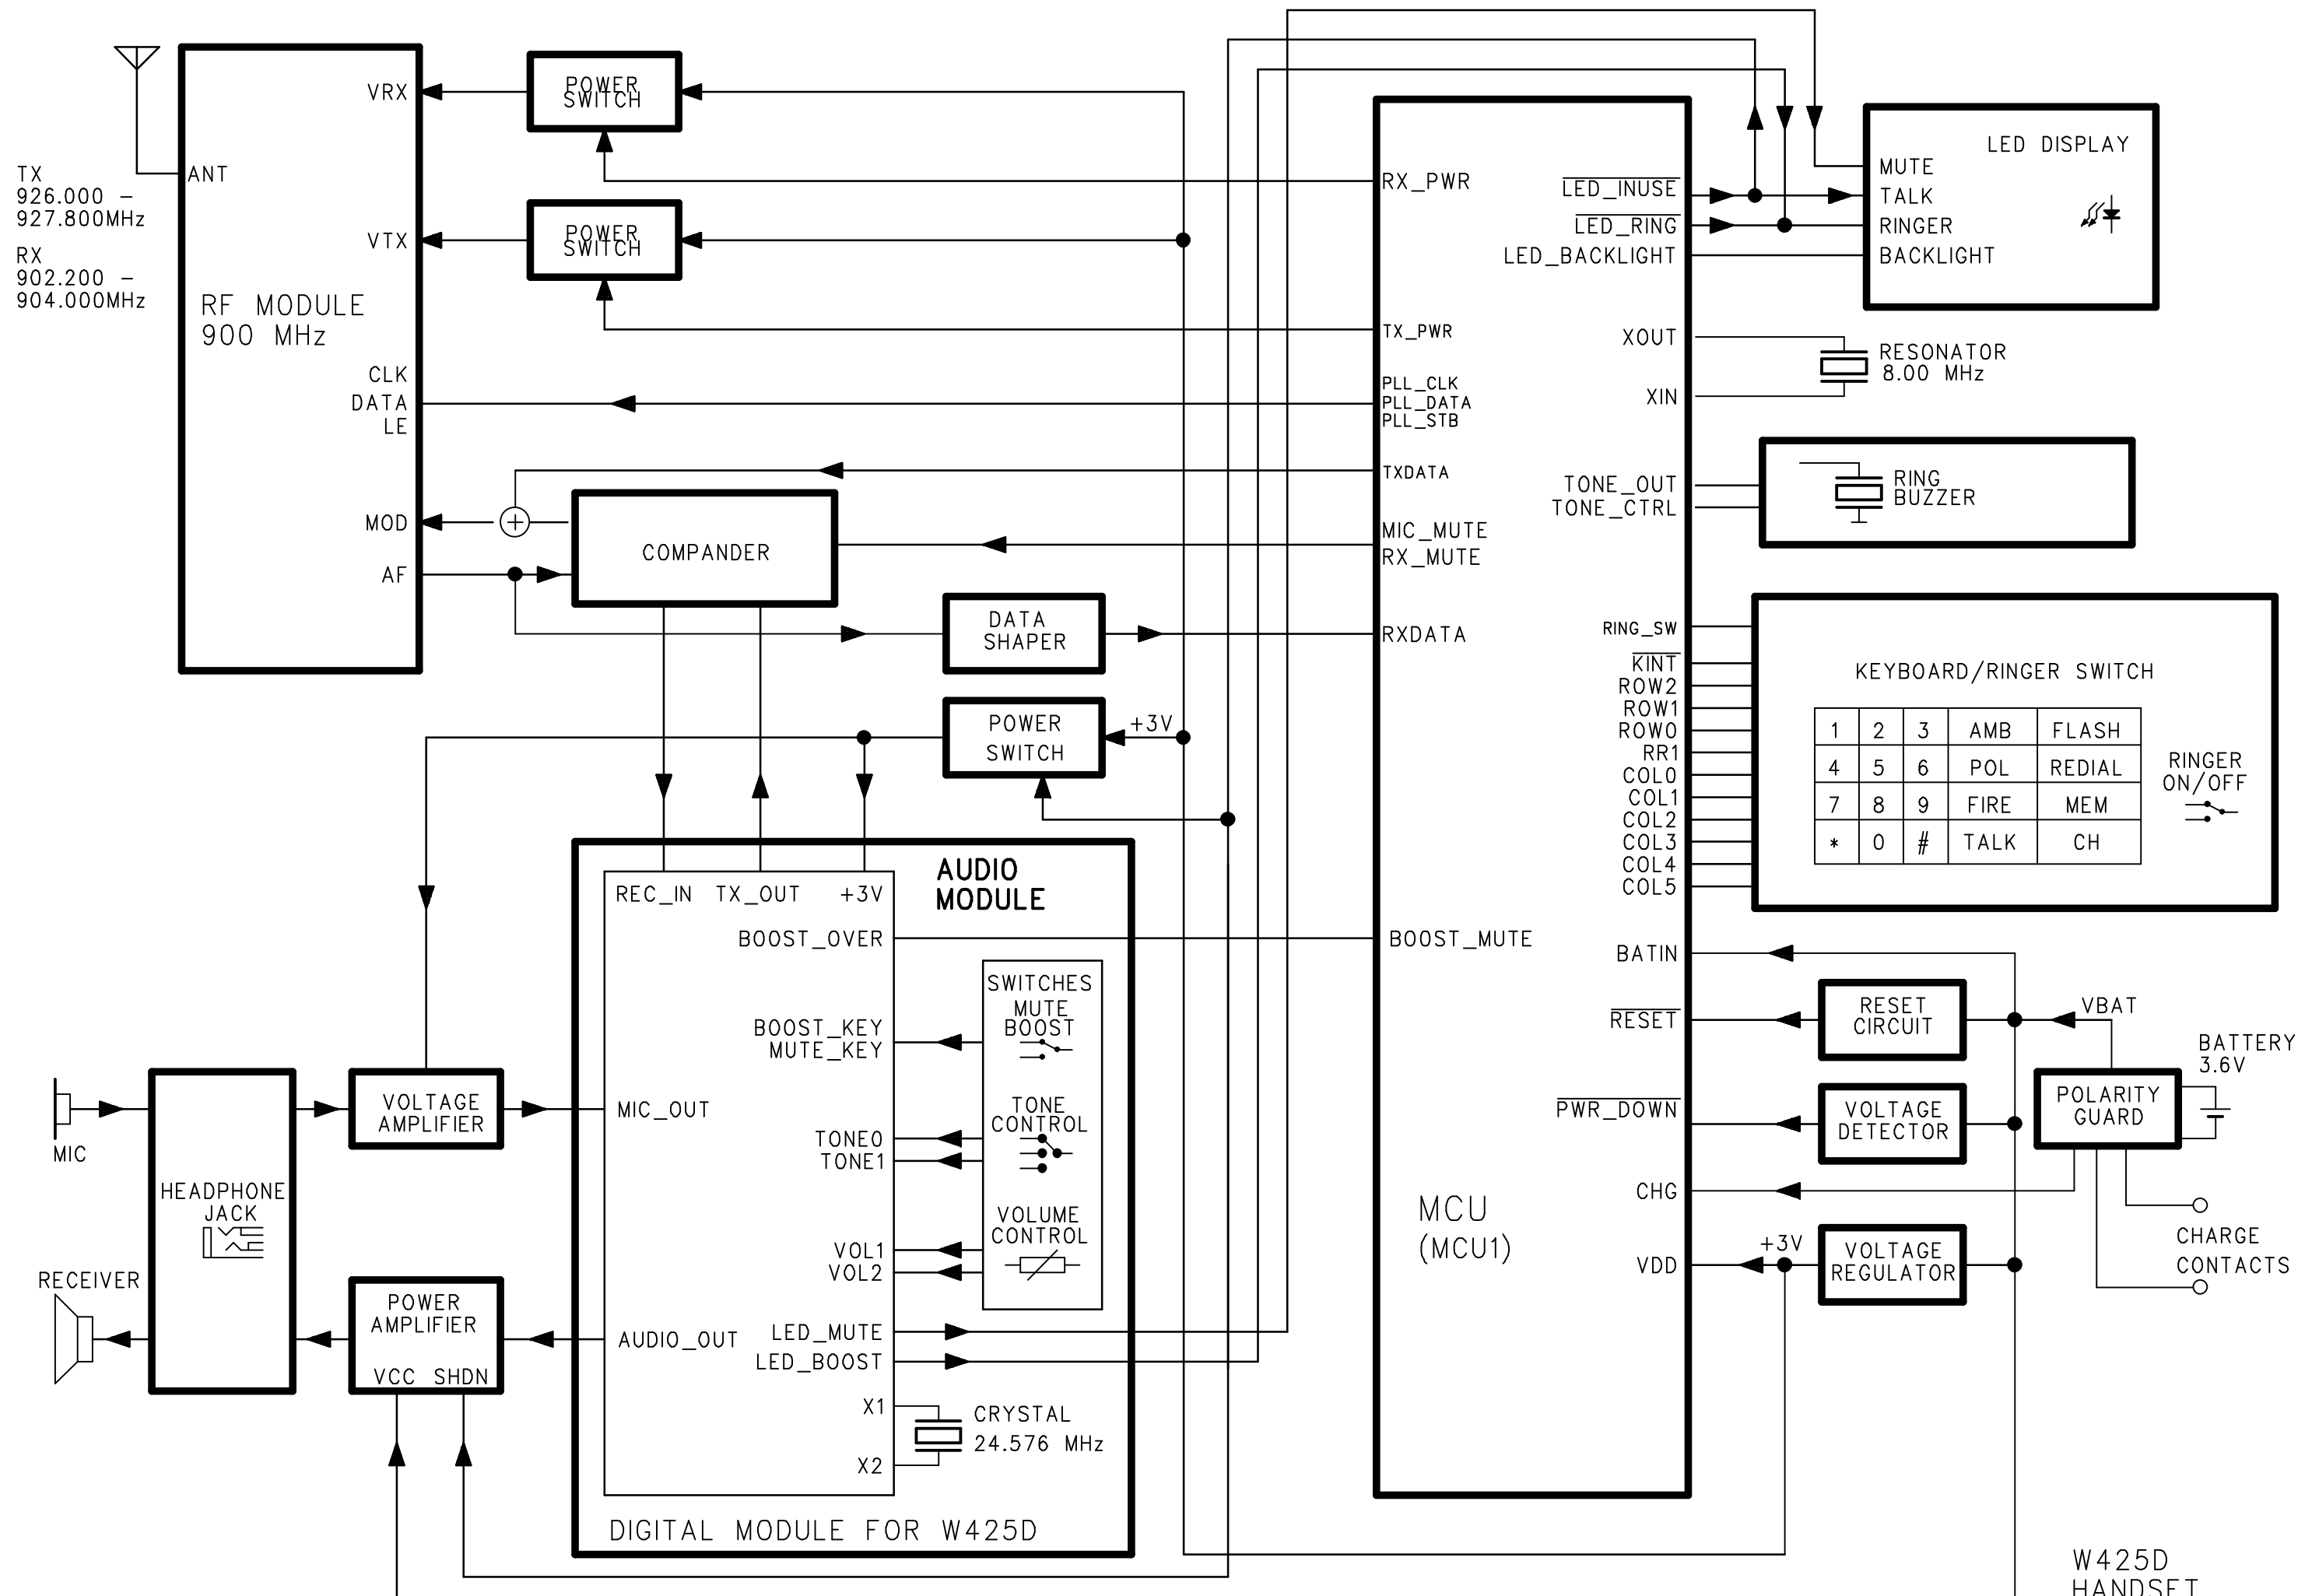 TX
926.000 –
927.800MHz
RX
902.200 –
904.000MHz
ANT
RF MODULE
900 MHz
VRX
VTX
CLK
DATA
LE
MOD
AF
POWER
SWITCH
POWER
SWITCH
COMPANDER
DATA
SHAPER
POWER
SWITCH
+3V
RX_PWR
TX_PWR
PLL_CLK
PLL_DATA
PLL_STB
TXDATA
MIC_MUTE
RX_MUTE
RXDATA
BOOST_MUTE
MCU
(MCU1)
LED_INUSE
LED_RING
LED_BACKLIGHT
XOUT
XIN
TONE_OUT
TONE_CTRL
RING_SW
KINT
ROW2
ROW1
ROW0
RR1
COL0
COL1
COL2
COL3
COL4
COL5
BATIN
RESET
PWR_DOWN
CHG
VDD
LED DISPLAY
MUTE
TALK
RINGER
BACKLIGHT
RESONATOR
8.00 MHz
RING
BUZZER
KEYBOARD/RINGER SWITCH
1 2 3 AMB FLASH
4 5 6 POL REDIAL
7 8 9 FIRE MEM
* 0 # TALK CH
RINGER
ON/OFF
RESET
CIRCUIT
VBAT
BATTERY
3.6V
VOLTAGE
DETECTOR
POLARITY
GUARD
+3V
VOLTAGE
REGULATOR
CHARGE
CONTACTS
AUDIO
MODULE
REC_IN TX_OUT +3V
BOOST_OVER
BOOST_KEY
MUTE_KEY
MIC_OUT
TONE0
TONE1
VOL1
VOL2
AUDIO_OUT
LED_MUTE
LED_BOOST
X1
X2
SWITCHES
MUTE
BOOST
TONE
CONTROL
VOLUME
CONTROL
CRYSTAL
24.576 MHz
DIGITAL MODULE FOR W425D
MIC
RECEIVER
HEADPHONE
JACK
VOLTAGE
AMPLIFIER
POWER
AMPLIFIER
VCC SHDN
W425D
HANDSET